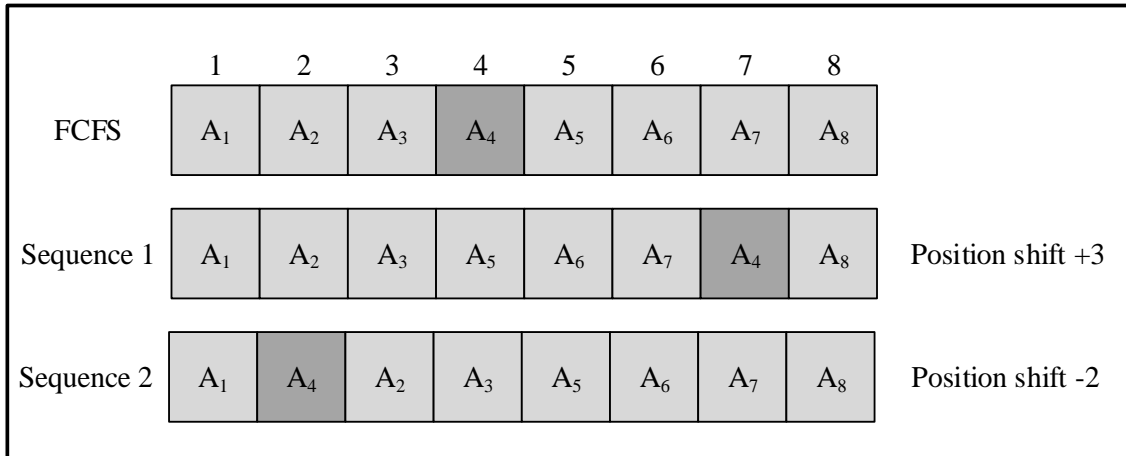 1 2 3 4 5 6 7 8
FCFS A₁ A₂ A₃ A₄ A₅ A₆ A₇ A₈
Sequence 1 A₁ A₂ A₃ A₅ A₆ A₇ A₄ A₈ Position shift +3
Sequence 2 A₁ A₄ A₂ A₃ A₅ A₆ A₇ A₈ Position shift -2